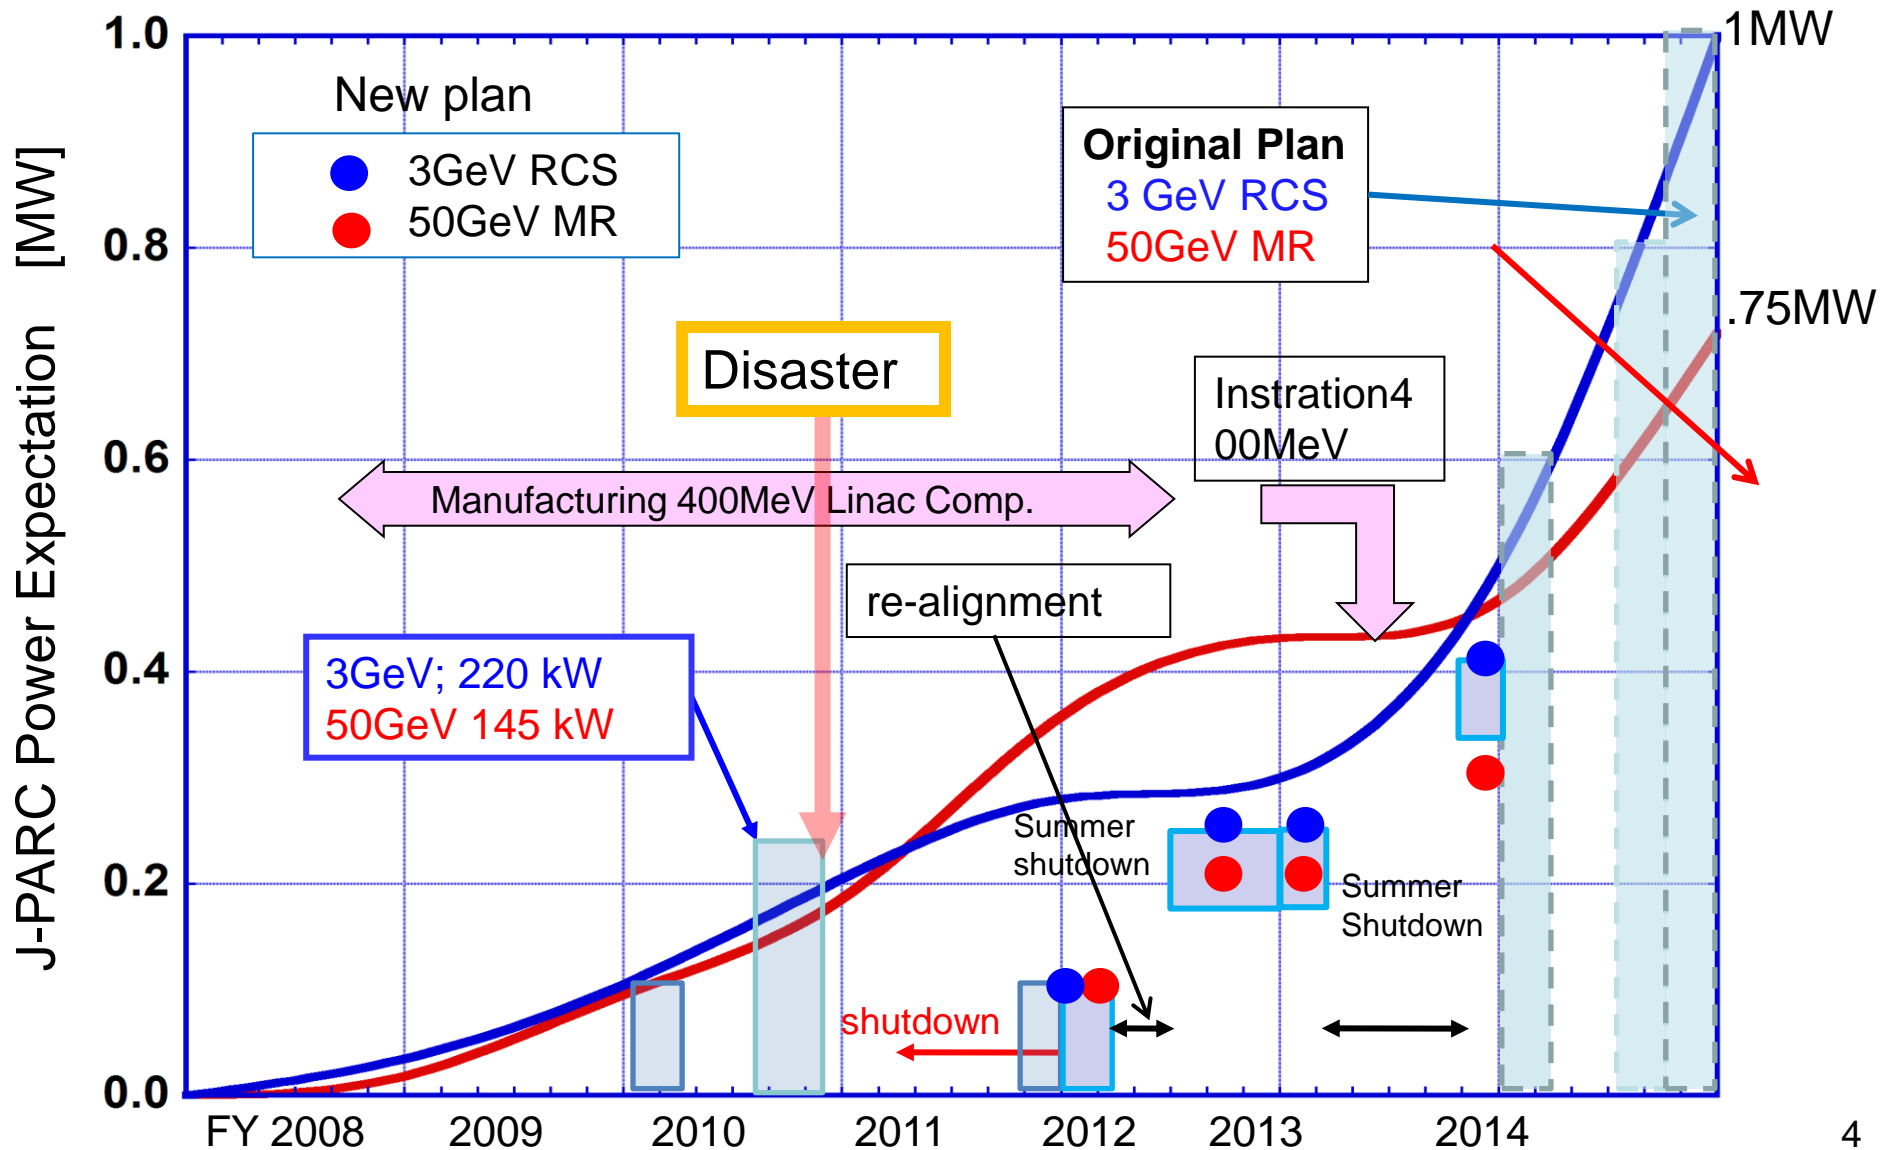 1.0
1MW
New plan
3GeV RCS
50GeV MR
Original Plan
3 GeV RCS
50GeV MR
0.8
.75MW
Disaster
Instration4
00MeV
0.6
Manufacturing 400MeV Linac Comp.
re-alignment
3GeV; 220 kW
50GeV 145 kW
0.4
Summer
shutdown
Summer
Shutdown
0.2
shutdown
0.0
J-PARC Power Expectation [MW]
FY 2008 2009 2010 2011 2012 2013 2014
4